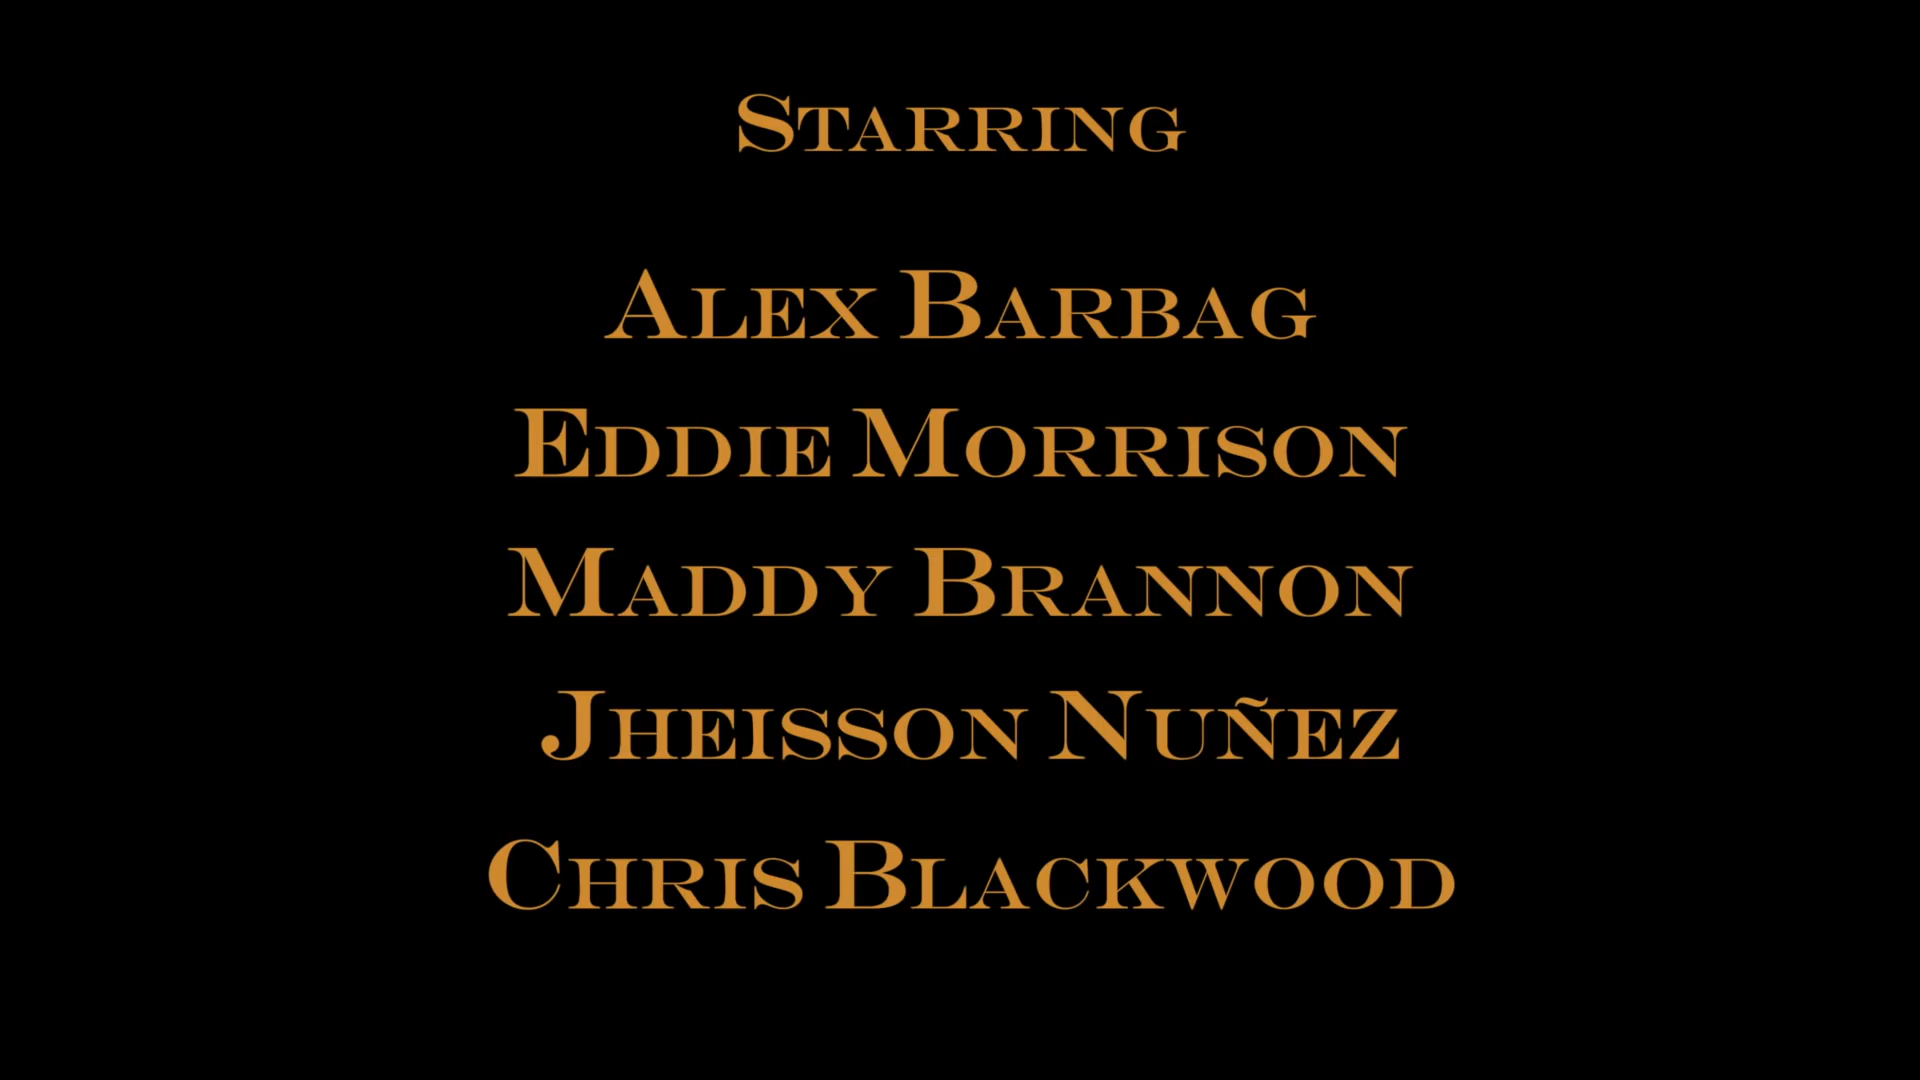 Starring
Alex Barbag
Eddie Morrison
Maddy Brannon
Jheisson Nuñez
Chris Blackwood